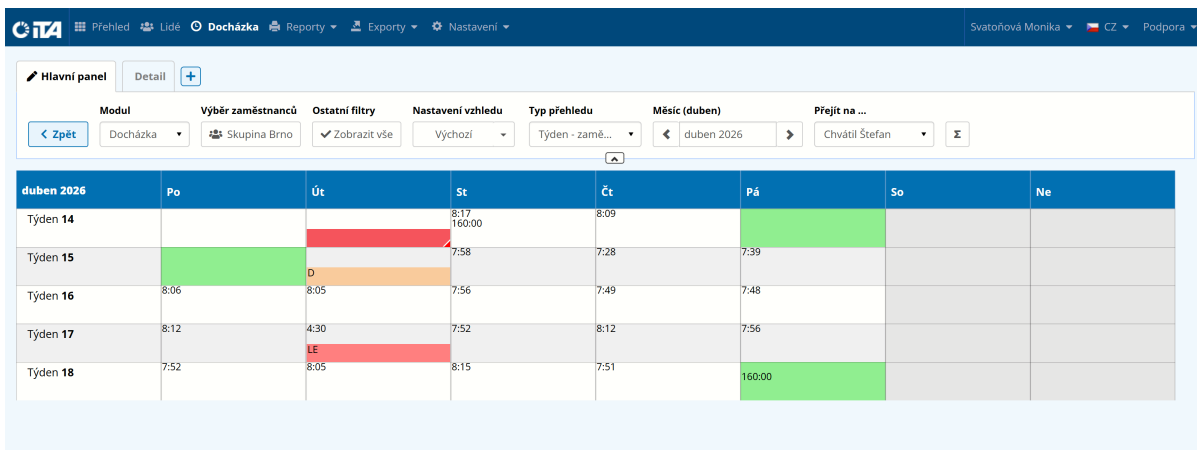 ITA Přehled Lidé Docházka Reporty Exporty Nastavení Svatoňová Monika CZ Podpora
Hlavní panel Detail +
Modul Výběr zaměstnanců Ostatní filtry Nastavení vzhledu Typ přehledu Měsíc (duben) Přejít na ...
Zpět Docházka Skupina Brno Zobrazit vše Výchozí Týden - zamě... duben 2026 Chvátil Štefan Σ
duben 2026 Po Út St Čt Pá So Ne
Týden 14 8:17 8:09
160:00
Týden 15 7:58 7:28 7:39
D
Týden 16 8:06 8:05 7:56 7:49 7:48
Týden 17 8:12 4:30 7:52 8:12 7:56
LE
Týden 18 7:52 8:05 8:15 7:51 160:00